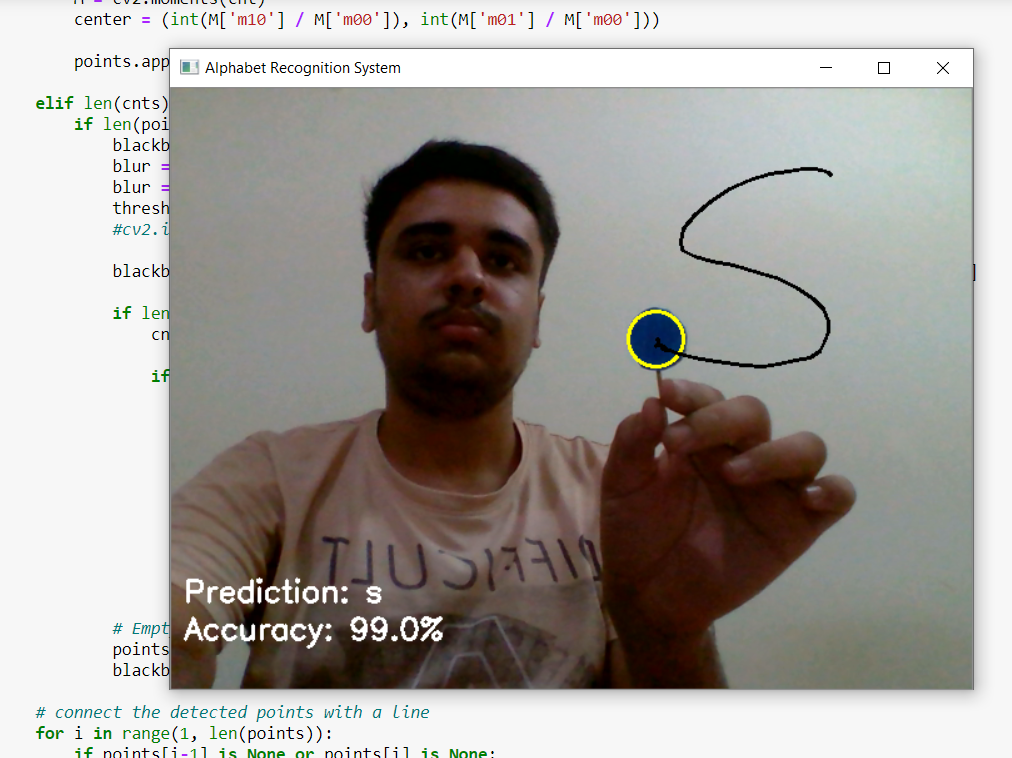 M = cv2.moments(cnt)
center = (int(M['m10'] / M['m00']), int(M['m01'] / M['m00']))
points.app
Alphabet Recognition System
elif len(cnts)
if len(poi
blackb
blur =
blur =
thresh
#cv2.i
blackb
if len
cn
if
S
DIFFICULT
Prediction: s
Accuracy: 99.0%
# Empt
points
blackb
# connect the detected points with a line
for i in range(1, len(points)):
if points[i-1] is None or points[i] is None: